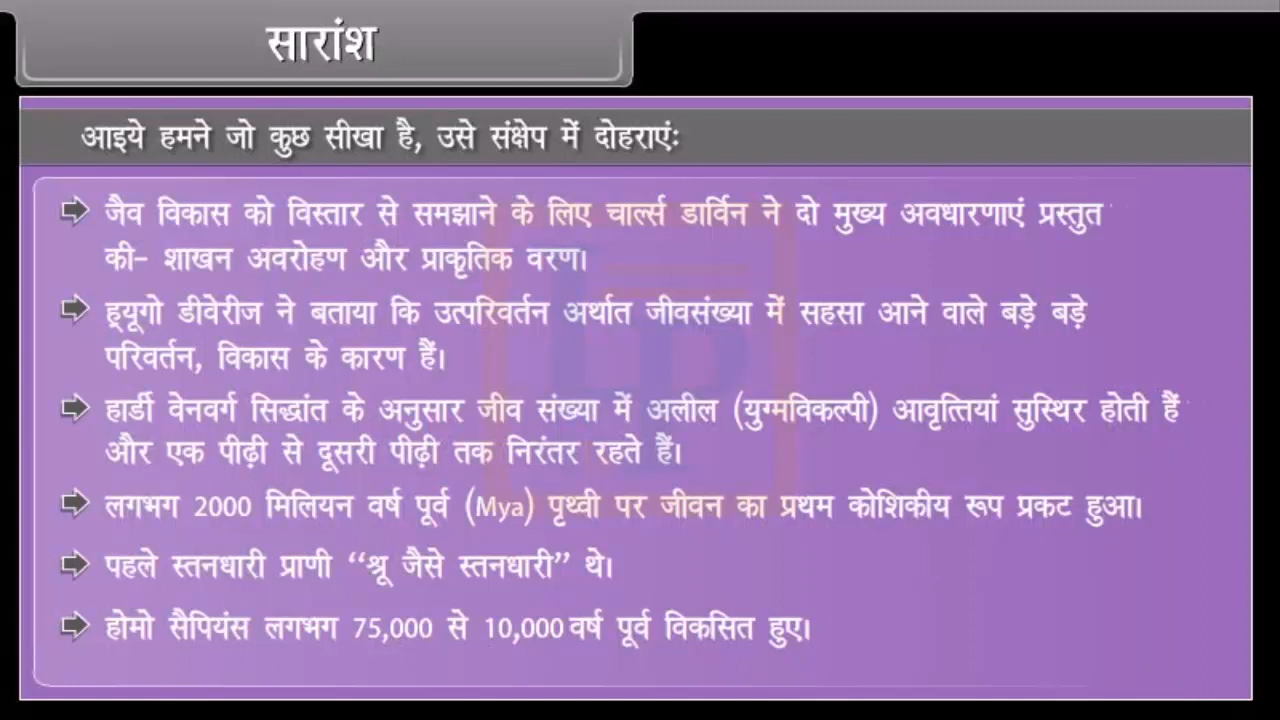 सारांश
आइये हमने जो कुछ सीखा है, उसे संक्षेप में दोहराएंः
जैव विकास को विस्तार से समझाने के लिए चार्ल्स डार्विन ने दो मुख्य अवधारणाएं प्रस्तुत
की- शाखन अवरोहण और प्राकृतिक वरण।
ह्यूगो डीवेरीज ने बताया कि उत्परिवर्तन अर्थात जीवसंख्या में सहसा आने वाले बड़े बड़े
परिवर्तन, विकास के कारण हैं।
हार्डी वेनवर्ग सिद्धांत के अनुसार जीव संख्या में अलील (युग्मविकल्पी) आवृत्तियां सुस्थिर होती हैं
और एक पीढ़ी से दूसरी पीढ़ी तक निरंतर रहते हैं।
लगभग 2000 मिलियन वर्ष पूर्व (Mya) पृथ्वी पर जीवन का प्रथम कोशिकीय रूप प्रकट हुआ।
पहले स्तनधारी प्राणी “श्रू जैसे स्तनधारी” थे।
होमो सैपियंस लगभग 75,000 से 10,000 वर्ष पूर्व विकसित हुए।